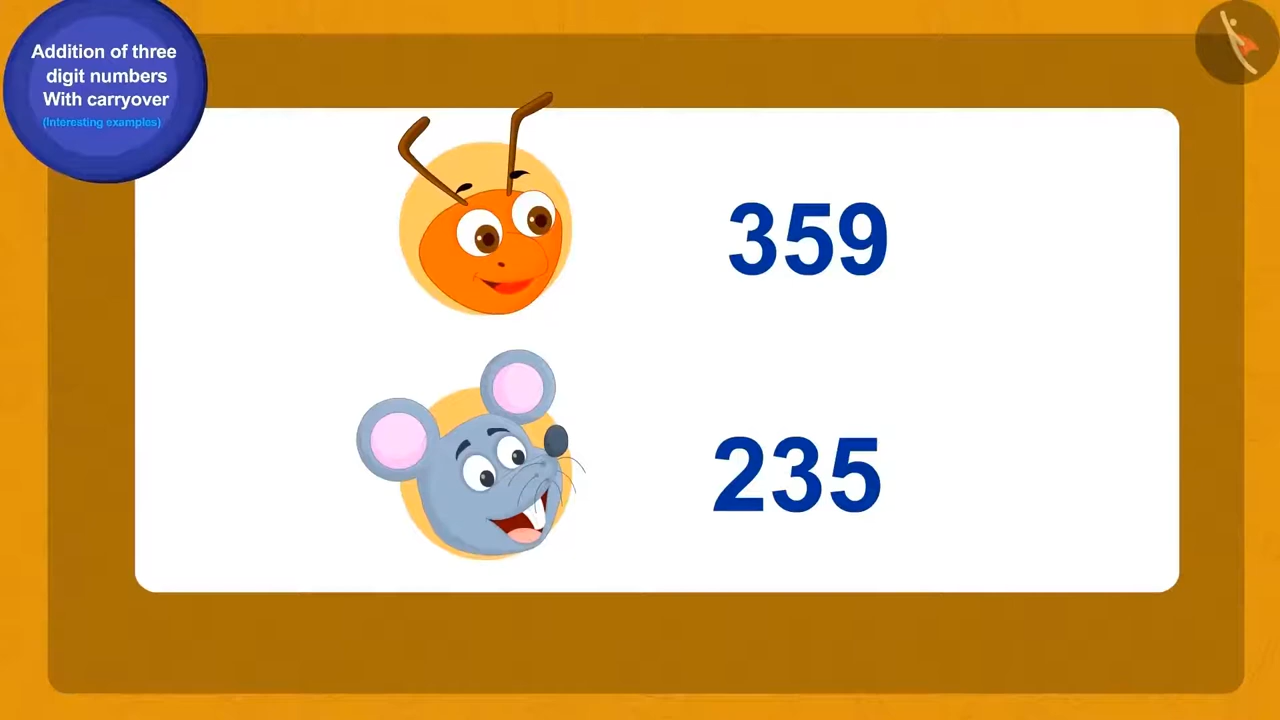 Addition of three
digit numbers
With carryover
(Interesting examples)
359
235